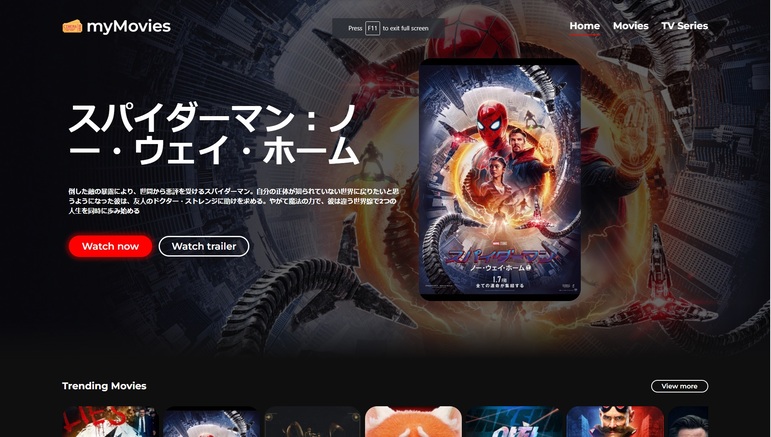 myMovies
Press F11 to exit full screen
Home Movies TV Series
スパイダーマン：ノ
ー・ウェイ・ホーム
倒した敵の暴露により、世間から悪評を受けるスパイダーマン。自分の正体が知られていない世界に戻りたいと思
うようになった彼は、友人のドクター・ストレンジに助けを求める。やがて魔法の力で、彼は違う世界線で2つの
人生を同時に歩み始める
Watch now Watch trailer
スパイダーマン
ノー・ウェイ・ホーム
1.7
全ての運命が集結する
Trending Movies
View more
LIES